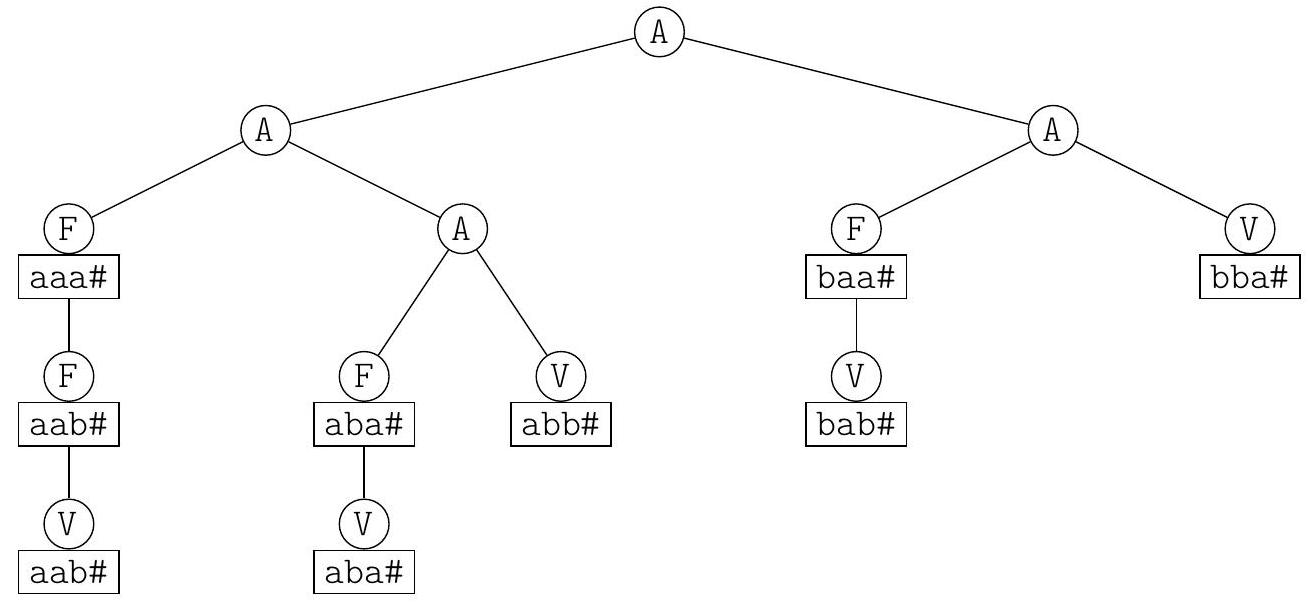 A
A A
F A F V
aaa# baa# bba#
F F V V
aab# aba# abb# bab#
V V
aab# aba#